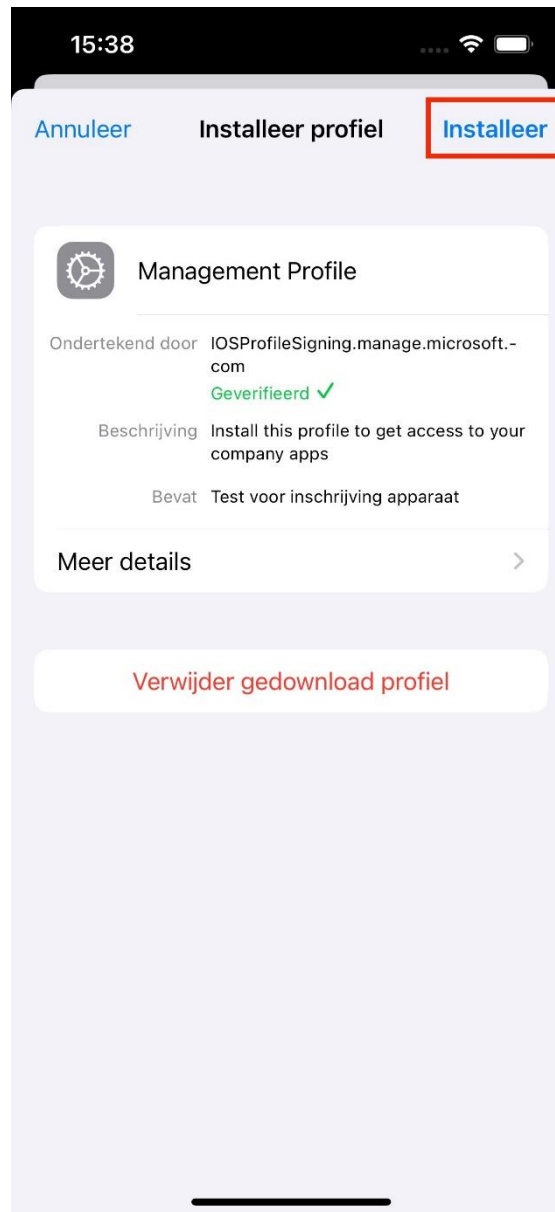 15:38
Annuleer Installeer profiel Installeer
Management Profile
Ondertekend door IOSProfileSigning.manage.microsoft.-
com
Geverifieerd ✓
Beschrijving Install this profile to get access to your
company apps
Bevat Test voor inschrijving apparaat
Meer details
Verwijder gedownload profiel